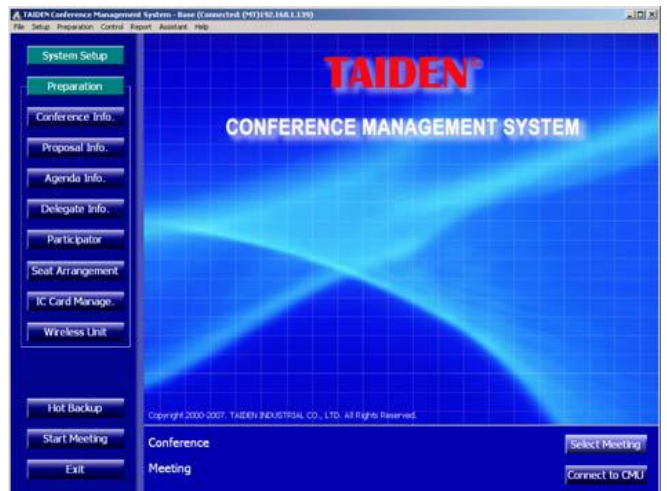 TAIDEN Conference Management System - Base (Connected: (M7)192.168.1.139)
File Setup Preparation Control Report Assistant Help
System Setup
Preparation
Conference Info.
Proposal Info.
Agenda Info.
Delegate Info.
Participator
Seat Arrangement
IC Card Manage.
Wireless Unit
Hot Backup
Start Meeting
Exit
TAIDEN®
CONFERENCE MANAGEMENT SYSTEM
Copyright 2000-2007. TAIDEN INDUSTRIAL CO., LTD. All Rights Reserved.
Conference
Select Meeting
Meeting
Connect to CMU